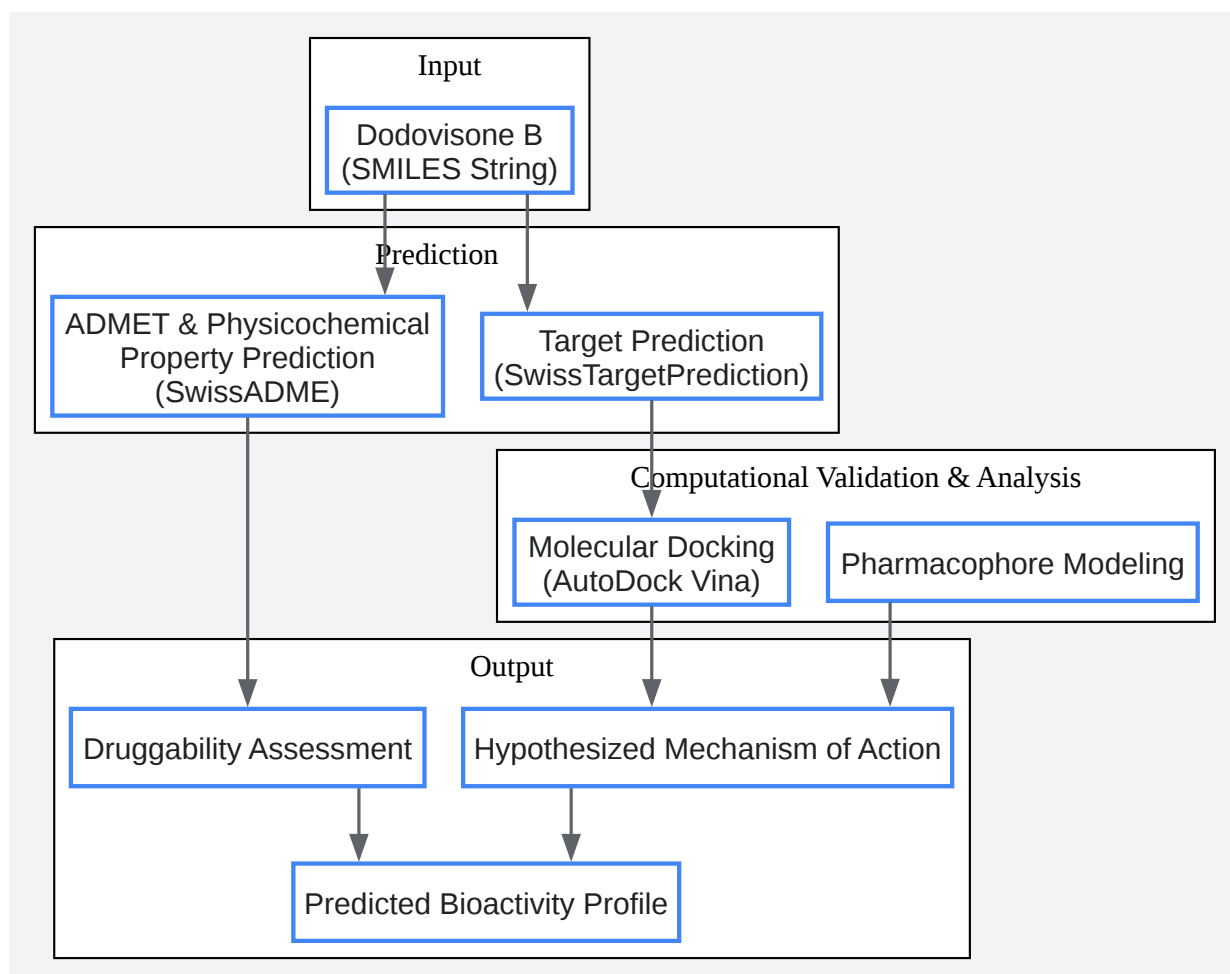 Input
Dodovisone B
(SMILES String)
Prediction
ADMET & Physicochemical
Property Prediction
(SwissADME)
Target Prediction
(SwissTargetPrediction)
Computational Validation & Analysis
Molecular Docking
(AutoDock Vina)
Pharmacophore Modeling
Output
Druggability Assessment
Hypothesized Mechanism of Action
Predicted Bioactivity Profile